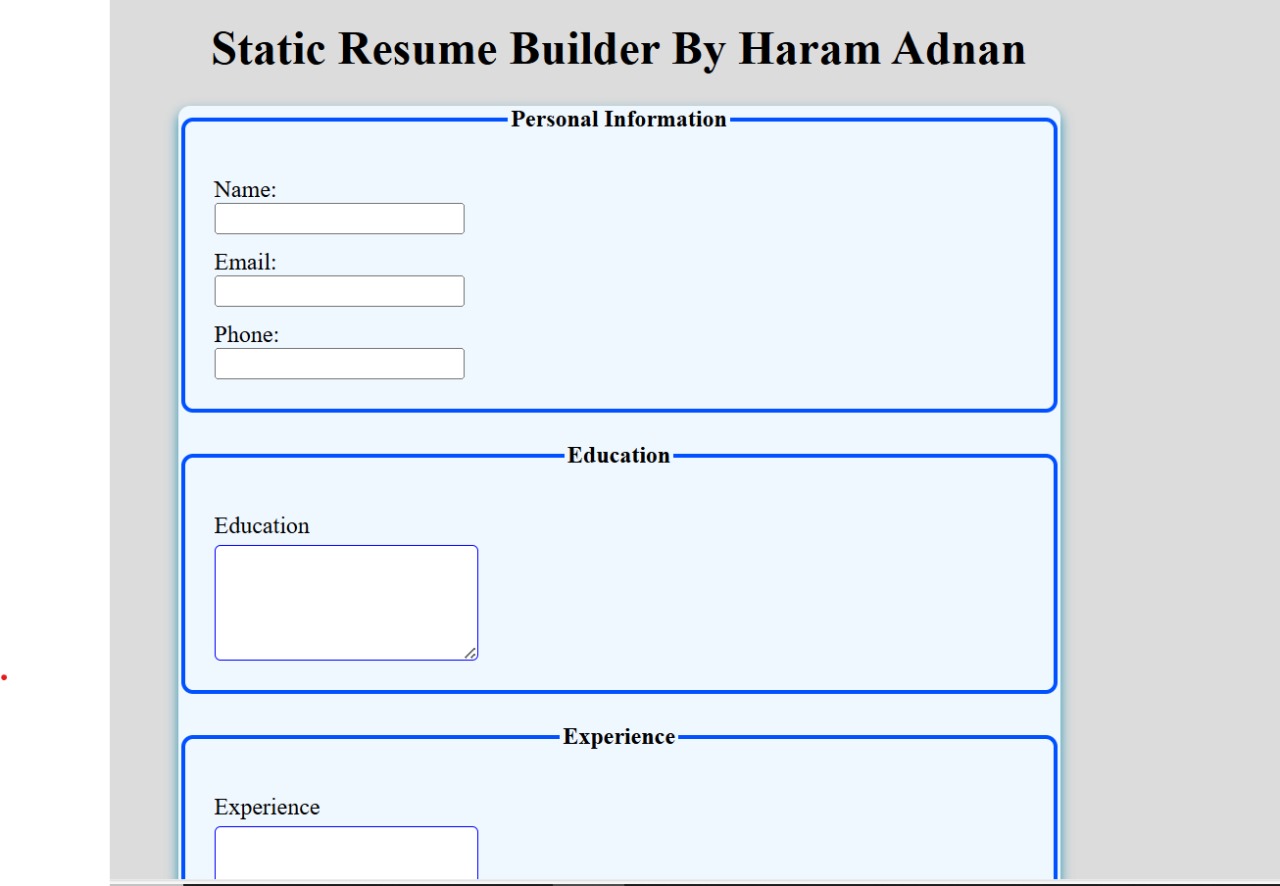 Static Resume Builder By Haram Adnan
Personal Information
Name:
Email:
Phone:
Education
Education
Experience
Experience